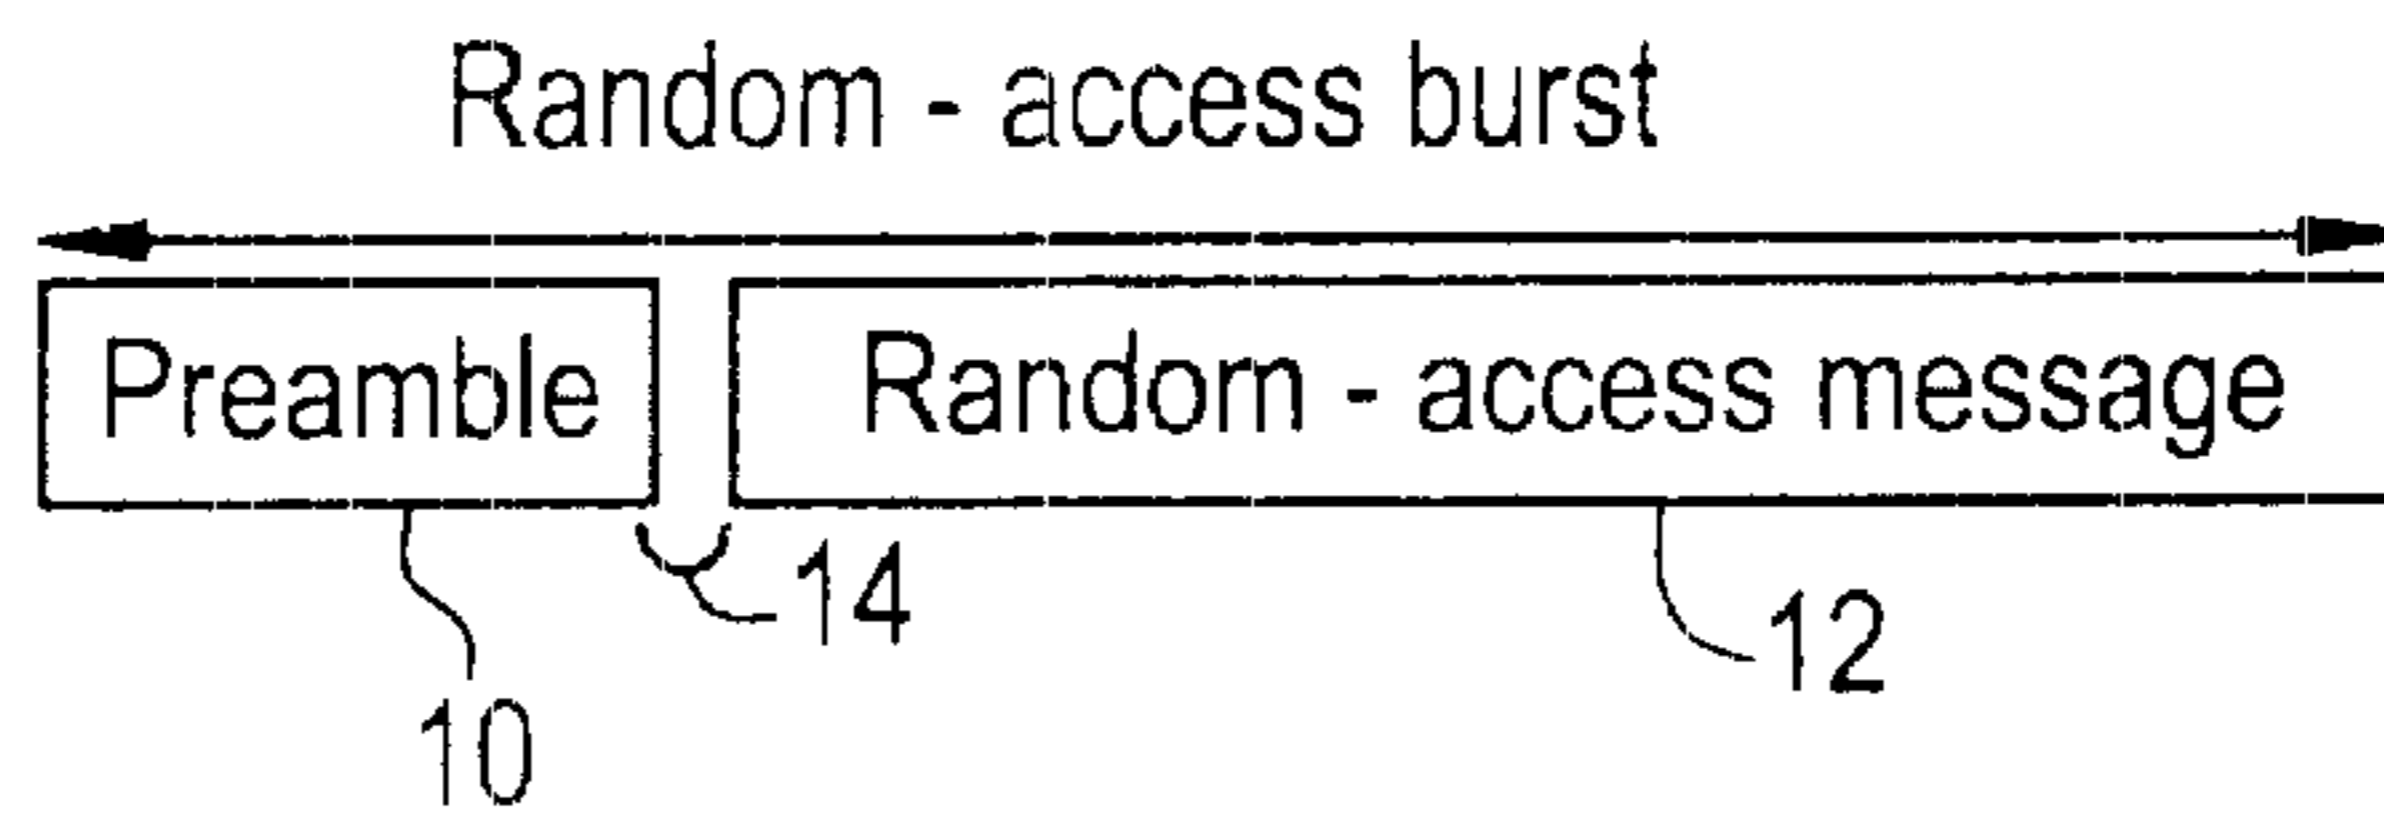 Random - access burst
Preamble
Random - access message
14
12
10